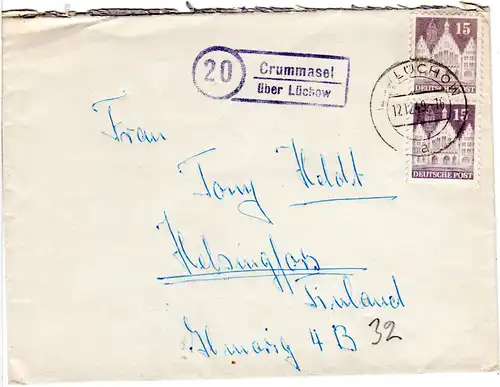 15
DEUTSCHE POST
15
DEUTSCHE POST
LÜCHOW
12.12.49
a
20
Crummasel
über Lüchow
Frau
Tony Heldt
Helsingfors
Finland
4 B 32